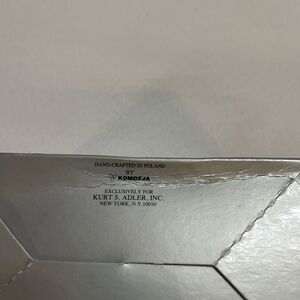 HAND-CRAFTED IN POLAND
BY
KOMOZJA
EXCLUSIVELY FOR
KURT S. ADLER, INC.
NEW YORK, N.Y. 10010